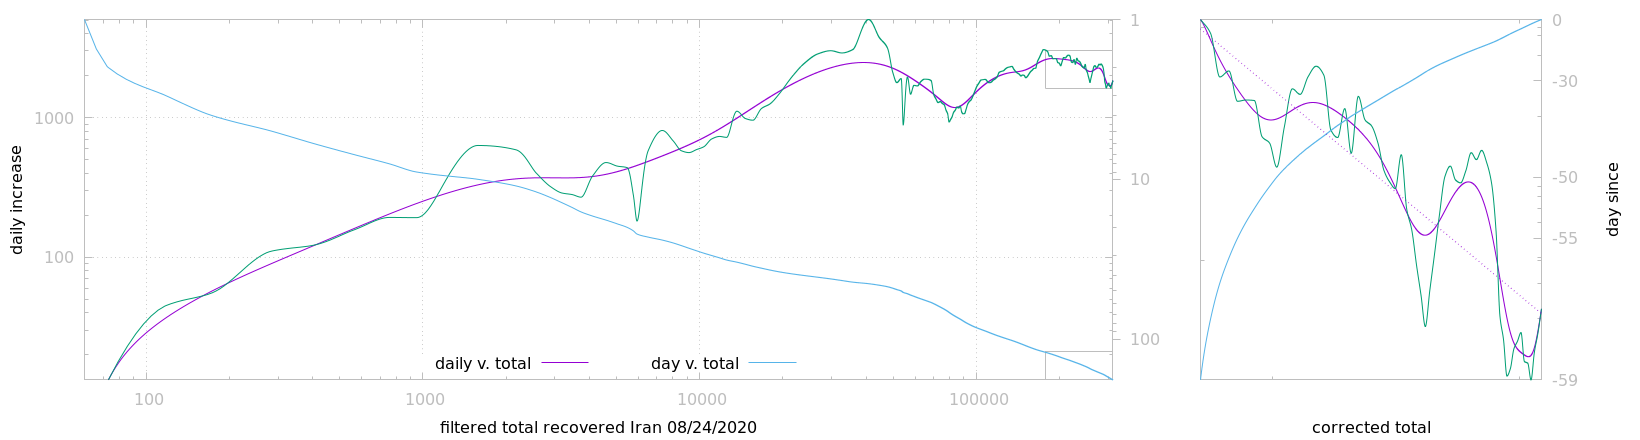 daily increase
1000
100
100
1000
10000
100000
1
10
100
daily v. total
day v. total
filtered total recovered Iran 08/24/2020
0
-30
-50
-55
-59
day since
corrected total